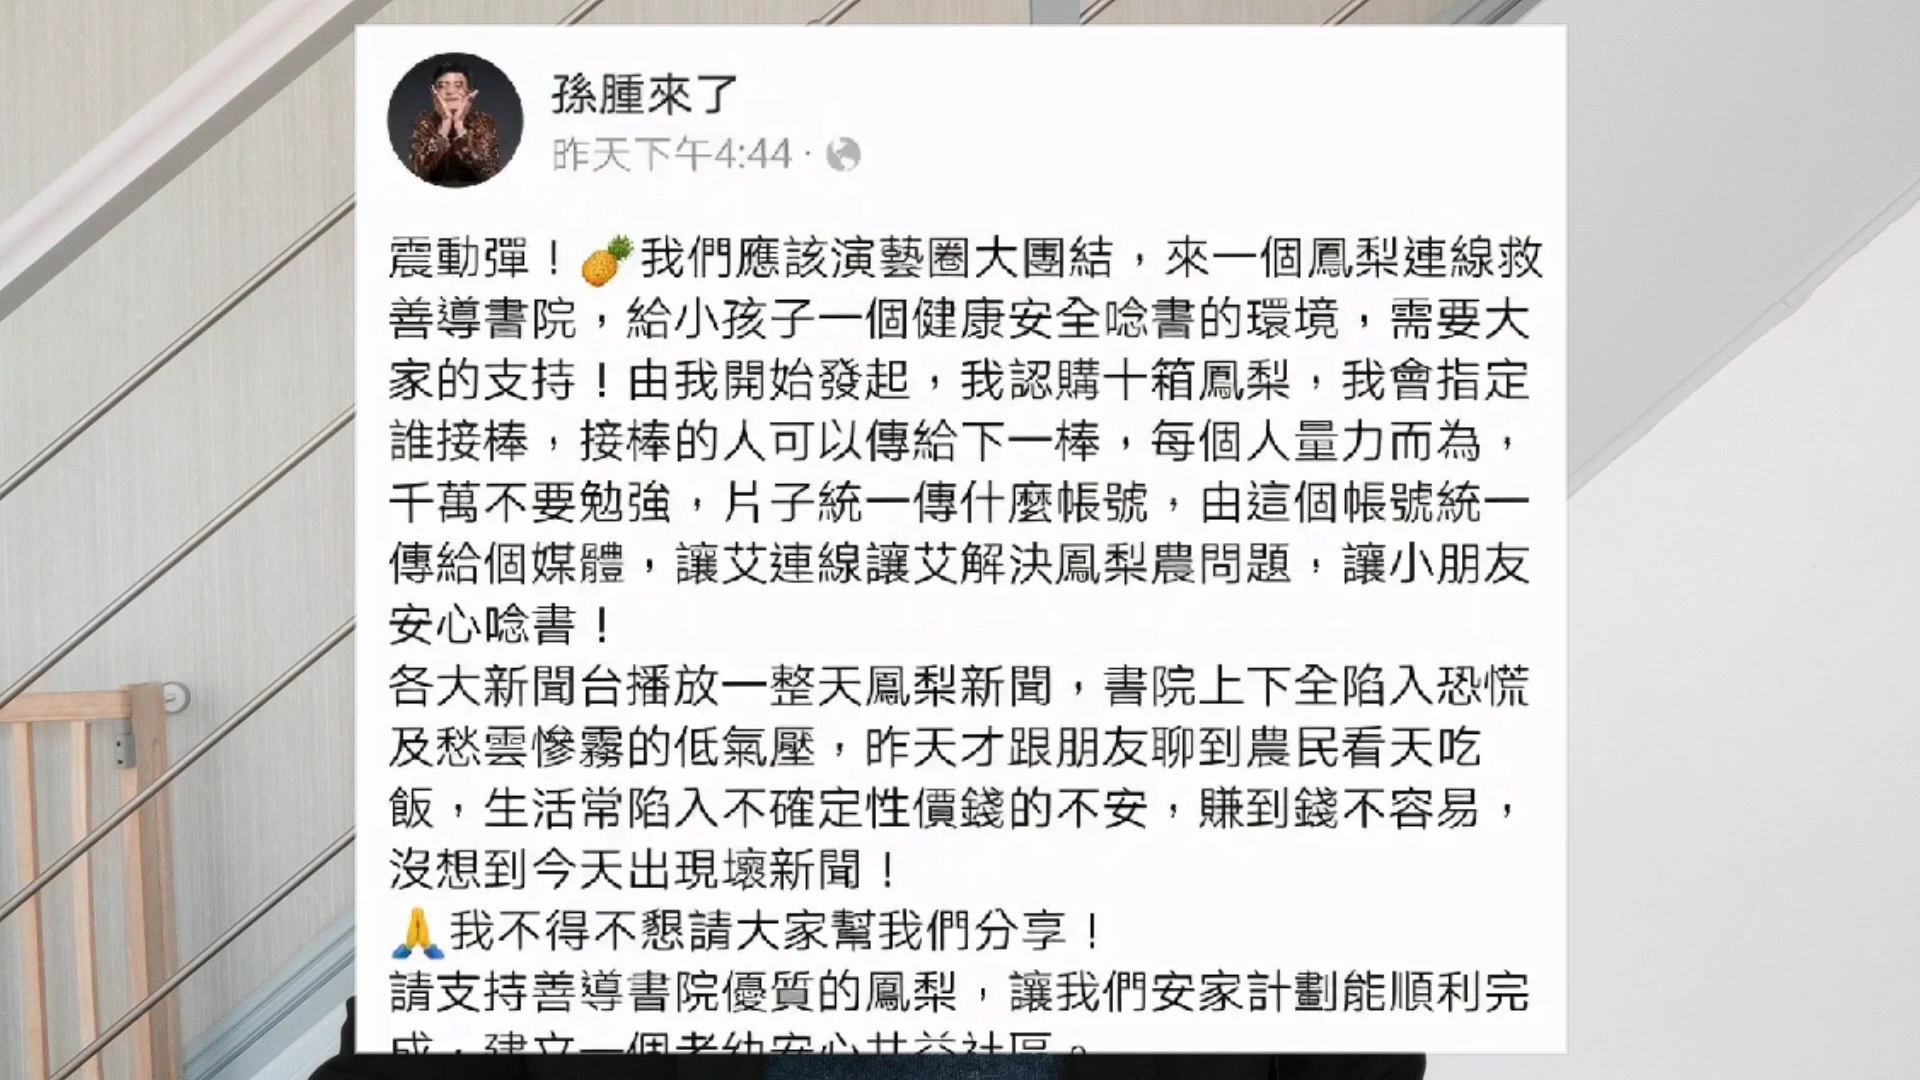 孫腫來了
昨天下午4:44 ·
震動彈！🍍我們應該演藝圈大團結，來一個鳳梨連線救
善導書院，給小孩子一個健康安全唸書的環境，需要大
家的支持！由我開始發起，我認購十箱鳳梨，我會指定
誰接棒，接棒的人可以傳給下一棒，每個人量力而為，
千萬不要勉強，片子統一傳什麼帳號，由這個帳號統一
傳給個媒體，讓艾連線讓艾解決鳳梨農問題，讓小朋友
安心唸書！
各大新聞台播放一整天鳳梨新聞，書院上下全陷入恐慌
及愁雲慘霧的低氣壓，昨天才跟朋友聊到農民看天吃
飯，生活常陷入不確定性價錢的不安，賺到錢不容易，
沒想到今天出現壞新聞！
🙏我不得不懇請大家幫我們分享！
請支持善導書院優質的鳳梨，讓我們安家計劃能順利完
成，建立一個老幼安心共益社區。